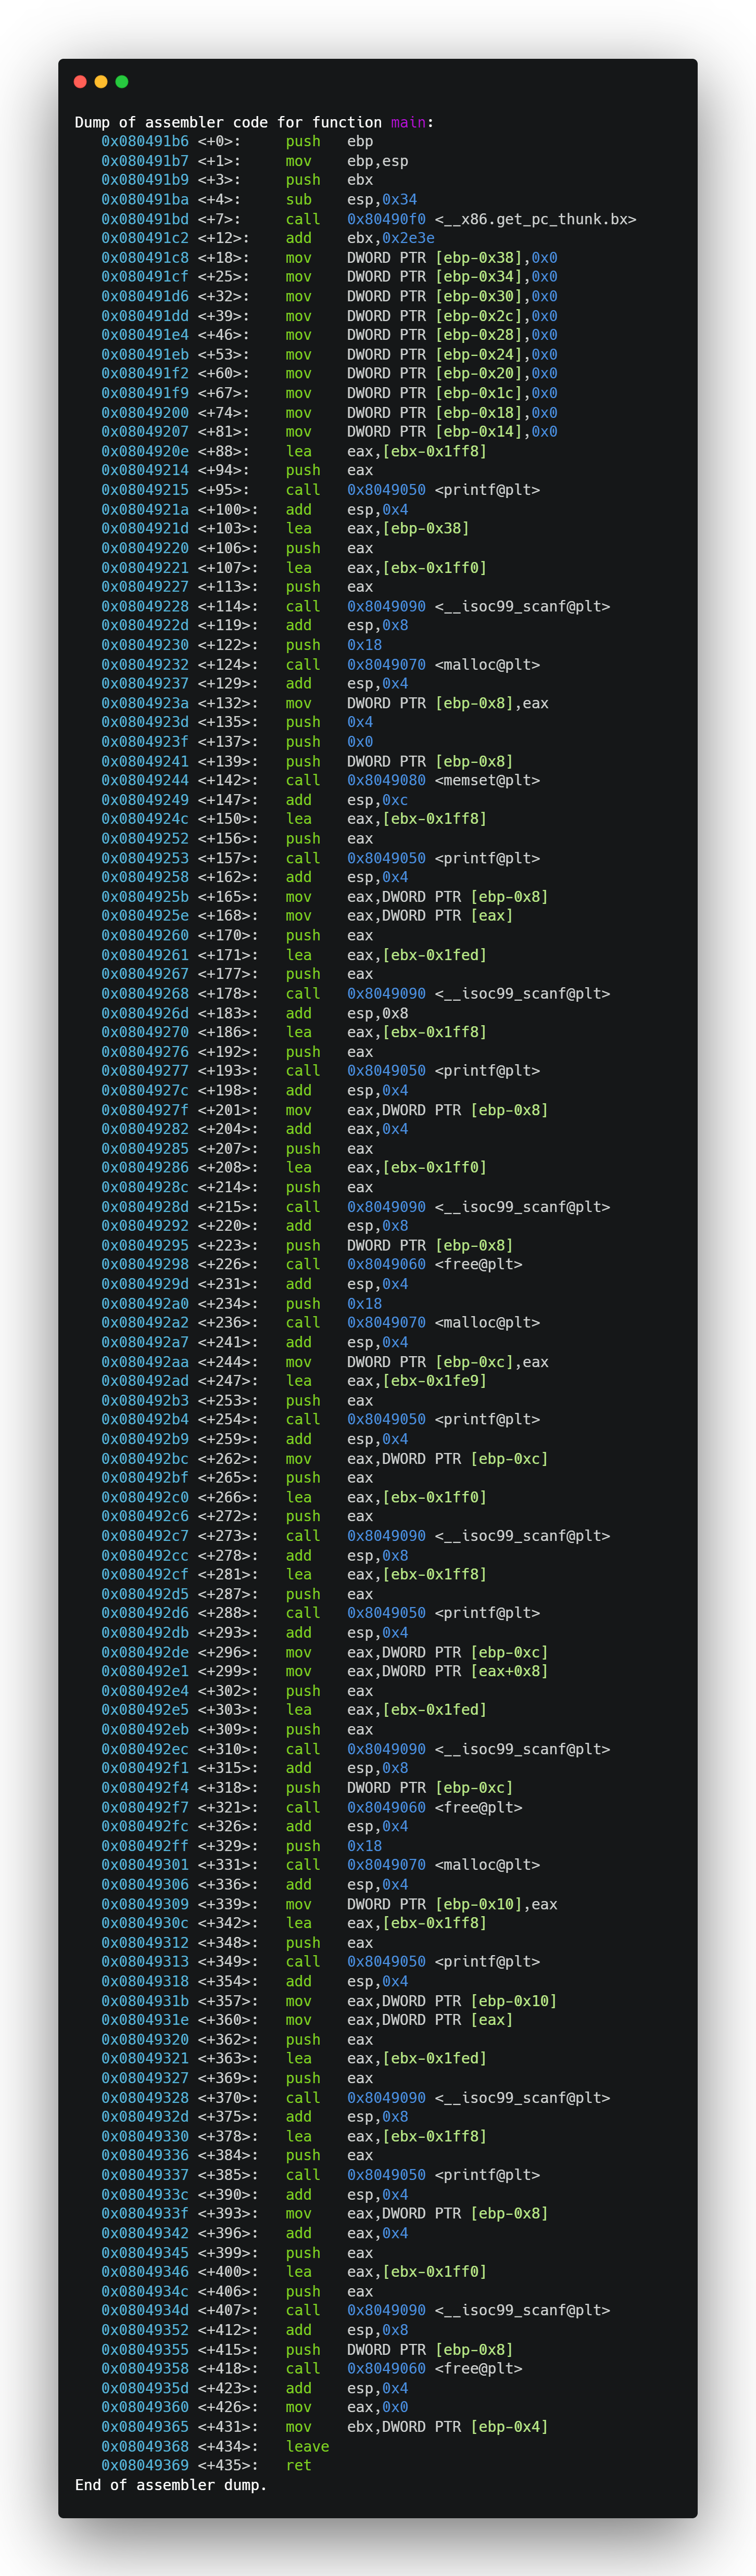 Dump of assembler code for function main:
0x080491b6 <+0>: push ebp
0x080491b7 <+1>: mov ebp,esp
0x080491b9 <+3>: push ebx
0x080491ba <+4>: sub esp,0x34
0x080491bd <+7>: call 0x80490f0 <__x86.get_pc_thunk.bx>
0x080491c2 <+12>: add ebx,0x2e3e
0x080491c8 <+18>: mov DWORD PTR [ebp-0x38],0x0
0x080491cf <+25>: mov DWORD PTR [ebp-0x34],0x0
0x080491d6 <+32>: mov DWORD PTR [ebp-0x30],0x0
0x080491dd <+39>: mov DWORD PTR [ebp-0x2c],0x0
0x080491e4 <+46>: mov DWORD PTR [ebp-0x28],0x0
0x080491eb <+53>: mov DWORD PTR [ebp-0x24],0x0
0x080491f2 <+60>: mov DWORD PTR [ebp-0x20],0x0
0x080491f9 <+67>: mov DWORD PTR [ebp-0x1c],0x0
0x08049200 <+74>: mov DWORD PTR [ebp-0x18],0x0
0x08049207 <+81>: mov DWORD PTR [ebp-0x14],0x0
0x0804920e <+88>: lea eax,[ebx-0x1ff8]
0x08049214 <+94>: push eax
0x08049215 <+95>: call 0x8049050 <printf@plt>
0x0804921a <+100>: add esp,0x4
0x0804921d <+103>: lea eax,[ebp-0x38]
0x08049220 <+106>: push eax
0x08049221 <+107>: lea eax,[ebx-0x1ff0]
0x08049227 <+113>: push eax
0x08049228 <+114>: call 0x8049090 <__isoc99_scanf@plt>
0x0804922d <+119>: add esp,0x8
0x08049230 <+122>: push 0x18
0x08049232 <+124>: call 0x8049070 <malloc@plt>
0x08049237 <+129>: add esp,0x4
0x0804923a <+132>: mov DWORD PTR [ebp-0x8],eax
0x0804923d <+135>: push 0x4
0x0804923f <+137>: push 0x0
0x08049241 <+139>: push DWORD PTR [ebp-0x8]
0x08049244 <+142>: call 0x8049080 <memset@plt>
0x08049249 <+147>: add esp,0xc
0x0804924c <+150>: lea eax,[ebx-0x1ff8]
0x08049252 <+156>: push eax
0x08049253 <+157>: call 0x8049050 <printf@plt>
0x08049258 <+162>: add esp,0x4
0x0804925b <+165>: mov eax,DWORD PTR [ebp-0x8]
0x0804925e <+168>: mov eax,DWORD PTR [eax]
0x08049260 <+170>: push eax
0x08049261 <+171>: lea eax,[ebx-0x1fed]
0x08049267 <+177>: push eax
0x08049268 <+178>: call 0x8049090 <__isoc99_scanf@plt>
0x0804926d <+183>: add esp,0x8
0x08049270 <+186>: lea eax,[ebx-0x1ff8]
0x08049276 <+192>: push eax
0x08049277 <+193>: call 0x8049050 <printf@plt>
0x0804927c <+198>: add esp,0x4
0x0804927f <+201>: mov eax,DWORD PTR [ebp-0x8]
0x08049282 <+204>: add eax,0x4
0x08049285 <+207>: push eax
0x08049286 <+208>: lea eax,[ebx-0x1ff0]
0x0804928c <+214>: push eax
0x0804928d <+215>: call 0x8049090 <__isoc99_scanf@plt>
0x08049292 <+220>: add esp,0x8
0x08049295 <+223>: push DWORD PTR [ebp-0x8]
0x08049298 <+226>: call 0x8049060 <free@plt>
0x0804929d <+231>: add esp,0x4
0x080492a0 <+234>: push 0x18
0x080492a2 <+236>: call 0x8049070 <malloc@plt>
0x080492a7 <+241>: add esp,0x4
0x080492aa <+244>: mov DWORD PTR [ebp-0xc],eax
0x080492ad <+247>: lea eax,[ebx-0x1fe9]
0x080492b3 <+253>: push eax
0x080492b4 <+254>: call 0x8049050 <printf@plt>
0x080492b9 <+259>: add esp,0x4
0x080492bc <+262>: mov eax,DWORD PTR [ebp-0xc]
0x080492bf <+265>: push eax
0x080492c0 <+266>: lea eax,[ebx-0x1ff0]
0x080492c6 <+272>: push eax
0x080492c7 <+273>: call 0x8049090 <__isoc99_scanf@plt>
0x080492cc <+278>: add esp,0x8
0x080492cf <+281>: lea eax,[ebx-0x1ff8]
0x080492d5 <+287>: push eax
0x080492d6 <+288>: call 0x8049050 <printf@plt>
0x080492db <+293>: add esp,0x4
0x080492de <+296>: mov eax,DWORD PTR [ebp-0xc]
0x080492e1 <+299>: mov eax,DWORD PTR [eax+0x8]
0x080492e4 <+302>: push eax
0x080492e5 <+303>: lea eax,[ebx-0x1fed]
0x080492eb <+309>: push eax
0x080492ec <+310>: call 0x8049090 <__isoc99_scanf@plt>
0x080492f1 <+315>: add esp,0x8
0x080492f4 <+318>: push DWORD PTR [ebp-0xc]
0x080492f7 <+321>: call 0x8049060 <free@plt>
0x080492fc <+326>: add esp,0x4
0x080492ff <+329>: push 0x18
0x08049301 <+331>: call 0x8049070 <malloc@plt>
0x08049306 <+336>: add esp,0x4
0x08049309 <+339>: mov DWORD PTR [ebp-0x10],eax
0x0804930c <+342>: lea eax,[ebx-0x1ff8]
0x08049312 <+348>: push eax
0x08049313 <+349>: call 0x8049050 <printf@plt>
0x08049318 <+354>: add esp,0x4
0x0804931b <+357>: mov eax,DWORD PTR [ebp-0x10]
0x0804931e <+360>: mov eax,DWORD PTR [eax]
0x08049320 <+362>: push eax
0x08049321 <+363>: lea eax,[ebx-0x1fed]
0x08049327 <+369>: push eax
0x08049328 <+370>: call 0x8049090 <__isoc99_scanf@plt>
0x0804932d <+375>: add esp,0x8
0x08049330 <+378>: lea eax,[ebx-0x1ff8]
0x08049336 <+384>: push eax
0x08049337 <+385>: call 0x8049050 <printf@plt>
0x0804933c <+390>: add esp,0x4
0x0804933f <+393>: mov eax,DWORD PTR [ebp-0x8]
0x08049342 <+396>: add eax,0x4
0x08049345 <+399>: push eax
0x08049346 <+400>: lea eax,[ebx-0x1ff0]
0x0804934c <+406>: push eax
0x0804934d <+407>: call 0x8049090 <__isoc99_scanf@plt>
0x08049352 <+412>: add esp,0x8
0x08049355 <+415>: push DWORD PTR [ebp-0x8]
0x08049358 <+418>: call 0x8049060 <free@plt>
0x0804935d <+423>: add esp,0x4
0x08049360 <+426>: mov eax,0x0
0x08049365 <+431>: mov ebx,DWORD PTR [ebp-0x4]
0x08049368 <+434>: leave
0x08049369 <+435>: ret
End of assembler dump.